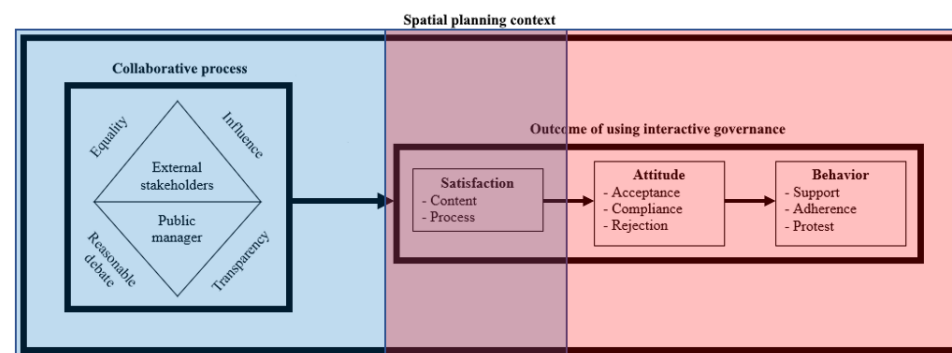 Spatial planning context
Collaborative process
Equality
Influence
External
stakeholders
Public
manager
Reasonable
debate
Transparency
Outcome of using interactive governance
Satisfaction
- Content
- Process
Attitude
- Acceptance
- Compliance
- Rejection
Behavior
- Support
- Adherence
- Protest